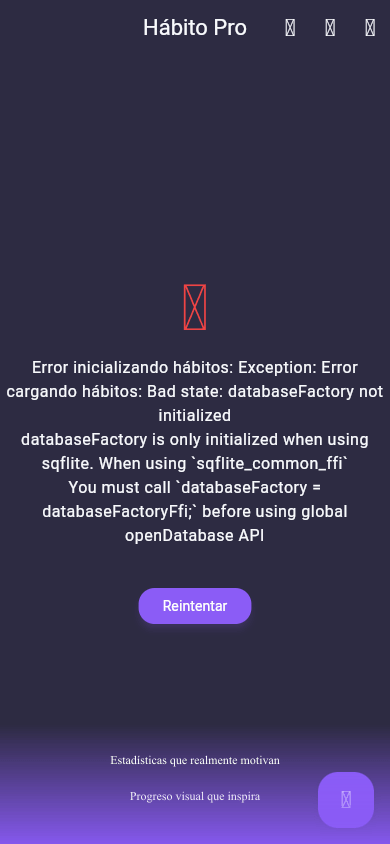 Hábito Pro
Error inicializando hábitos: Exception: Error
cargando hábitos: Bad state: databaseFactory not
initialized
databaseFactory is only initialized when using
sqflite. When using `sqflite_common_ffi`
You must call `databaseFactory =
databaseFactoryFfi;` before using global
openDatabase API
Reintentar
Estadísticas que realmente motivan
Progreso visual que inspira